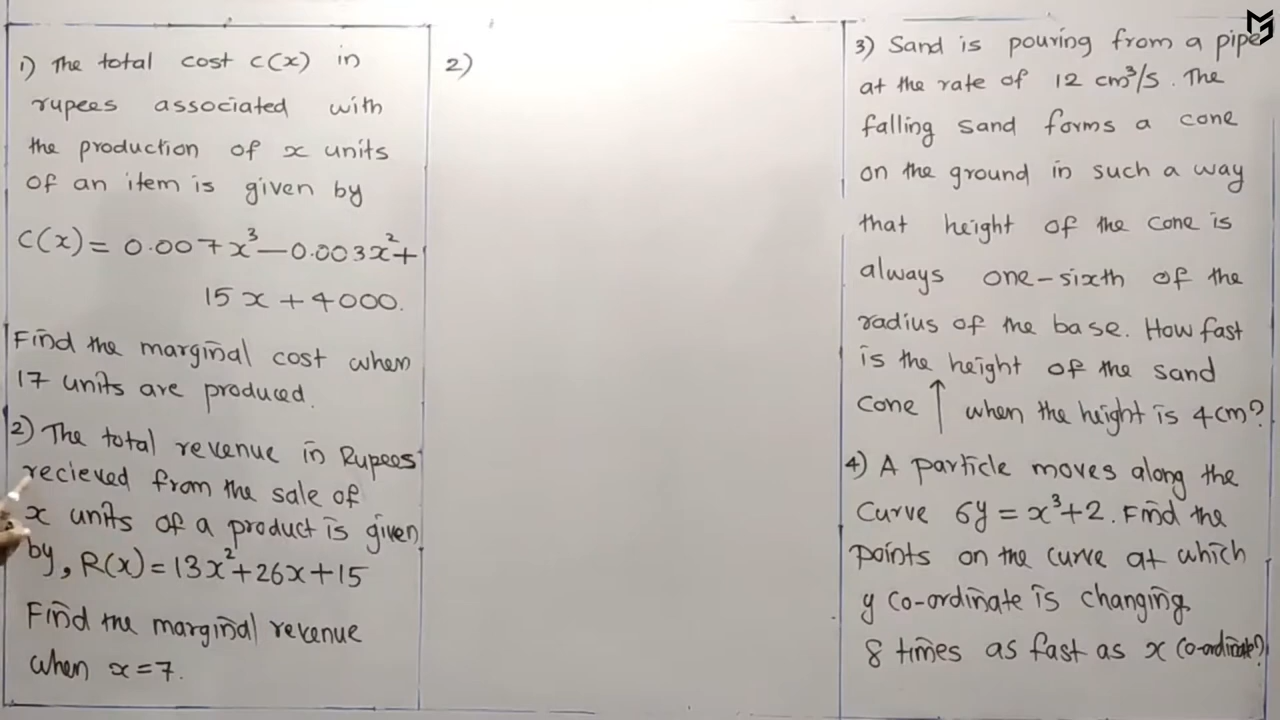 1) The total cost C(x) in
rupees associated with
the production of x units
of an item is given by
C(x) = 0.007x³ — 0.003x² +
15x + 4000.
Find the marginal cost when
17 units are produced.
2) The total revenue in Rupees
recieved from the sale of
x units of a product is given
by, R(x) = 13x² + 26x + 15
Find the marginal revenue
when x = 7.
2)
3) Sand is pouring from a pipe
at the rate of 12 cm³/s. The
falling sand forms a cone
on the ground in such a way
that height of the cone is
always one-sixth of the
radius of the base. How fast
is the height of the sand
cone ↑ when the height is 4cm?
4) A particle moves along the
curve 6y = x³ + 2. Find the
points on the curve at which
y co-ordinate is changing
8 times as fast as x co-ordinate?